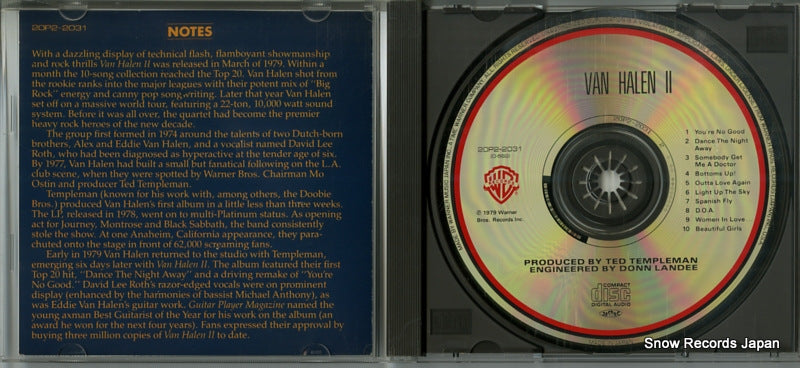 20P2-2031
NOTES
With a dazzling display of technical flash, flamboyant showmanship
and rock thrills Van Halen II was released in March of 1979. Within a
month the 10-song collection reached the Top 20. Van Halen shot from
the rookie ranks into the major leagues with their potent mix of "Big
Rock" energy and canny pop songwriting. Later that year Van Halen
set off on a massive world tour, featuring a 22-ton, 10,000 watt sound
system. Before it was all over, the quartet had become the premier
heavy rock heroes of the new decade.
The group first formed in 1974 around the talents of two Dutch-born
brothers, Alex and Eddie Van Halen, and a vocalist named David Lee
Roth, who had been diagnosed as hyperactive at the tender age of six.
By 1977, Van Halen had built a small but fanatical following on the L.A.
club scene, when they were spotted by Warner Bros. Chairman Mo
Ostin and producer Ted Templeman.
Templeman (known for his work with, among others, the Doobie
Bros.) produced Van Halen's first album in a little less than three weeks.
The LP, released in 1978, went on to multi-Platinum status. As opening
act for Journey, Montrose and Black Sabbath, the band consistently
stole the show. At one Anaheim, California appearance, they para-
chuted onto the stage in front of 62,000 screaming fans.
Early in 1979 Van Halen returned to the studio with Templeman,
emerging six days later with Van Halen II. The album featured their first
Top 20 hit, "Dance The Night Away" and a driving remake of "You're
No Good." David Lee Roth's razor-edged vocals were on prominent
display (enhanced by the harmonies of bassist Michael Anthony), as
was Eddie Van Halen's guitar work. Guitar Player Magazine named the
young axman Best Guitarist of the Year for his work on the album (an
award he won for the next four years). Fans expressed their approval by
buying three million copies of Van Halen II to date.
VAN HALEN II
20P2-2031
20P2-2031
WB
℗ 1979 Warner
Bros. Records Inc.
1 You're No Good
2 Dance The Night
Away
3 Somebody Get
Me A Doctor
4 Bottoms Up!
5 Outta Love Again
6 Light Up The Sky
7 Spanish Fly
8 D.O.A.
9 Women In Love
10 Beautiful Girls
PRODUCED BY TED TEMPLEMAN
ENGINEERED BY DONN LANDEE
COMPACT
disc
DIGITAL AUDIO
Snow Records Japan